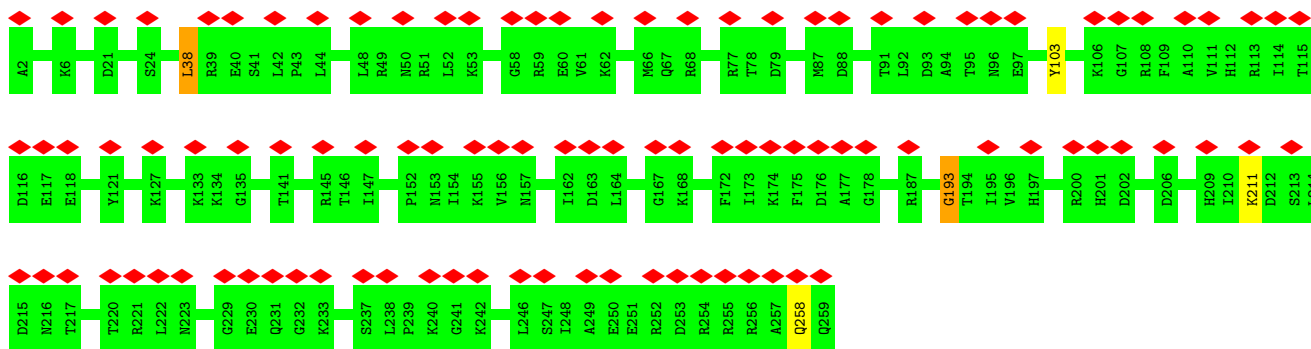 A2 K6 D21 S24 L38 R39 E40 S41 L42 P43 L44 L48 R49 N50 R51 L52 K53 G58 R59 E60 V61 K62 M66 Q67 R68 R77 T78 D79 M87 D88 T91 L92 D93 A94 T95 N96 E97 Y103 K106 G107 R108 F109 A110 V111 H112 R113 I114 T115
D116 E117 E118 Y121 K127 K133 K134 G135 T141 R145 T146 I147 P152 N153 I154 K155 V156 N157 I162 D163 L164 G167 K168 F172 I173 K174 F175 D176 A177 G178 R187 G193 T194 I195 V196 H197 R200 H201 D202 D206 H209 I210 K211 D212 S213
D215 N216 T217 T220 R221 L222 N223 G229 E230 Q231 G232 K233 S237 L238 P239 K240 G241 K242 L246 S247 I248 A249 E250 E251 R252 D253 R254 R255 R256 A257 Q258 Q259